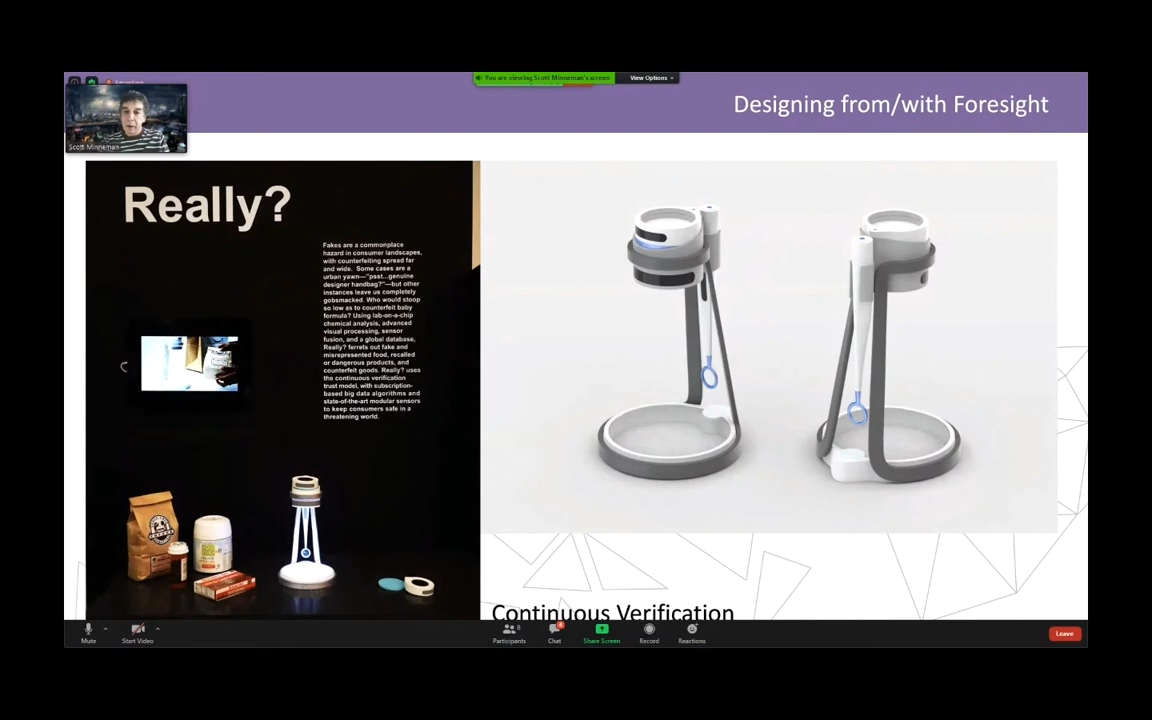 You are viewing Scott Minneman's screen
View Options
Designing from/with Foresight
Scott Minneman
Really?
Fakes are a commonplace
hazard in consumer landscapes,
with counterfeiting spread far
and wide. Some cases are a
urban yawn—"psst...genuine
designer handbag?"—but other
instances leave us completely
gobsmacked. Who would stoop
so low as to counterfeit baby
formula? Using lab-on-a-chip
chemical analysis, advanced
visual processing, sensor
fusion, and a global database,
Really? ferrets out fake and
misrepresented food, recalled
or dangerous products, and
counterfeit goods. Really? uses
the continuous verification
trust model, with subscription-
based big data algorithms and
state-of-the-art modular sensors
to keep consumers safe in a
threatening world.
Continuous Verification
Mute
Start Video
Participants
8
Chat
Share Screen
Record
Reactions
Leave